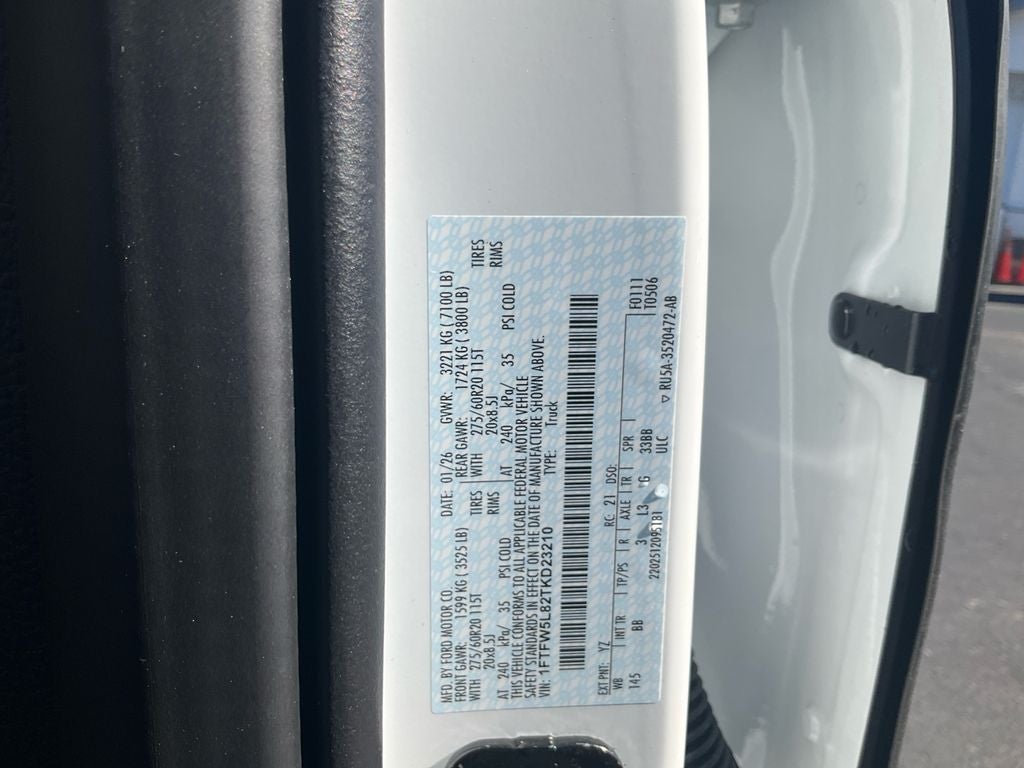 MFD. BY FORD MOTOR CO. DATE: 01/26 GVWR: 3221 KG ( 7100 LB)
FRONT GAWR: 1599 KG ( 3525 LB) REAR GAWR: 1724 KG ( 3800 LB)
WITH 275/60R20 115T TIRES WITH 275/60R20 115T TIRES
20x8.5J RIMS 20x8.5J RIMS
AT 240 kPa/ 35 PSI COLD AT 240 kPa/ 35 PSI COLD
THIS VEHICLE CONFORMS TO ALL APPLICABLE FEDERAL MOTOR VEHICLE
SAFETY STANDARDS IN EFFECT ON THE DATE OF MANUFACTURE SHOWN ABOVE.
VIN: 1FTFW5L82TKD23210 TYPE: Truck
EXT PNT: YZ RC: 21 DSO: F0111
WB INT TR TP/PS R AXLE TR SPR T0506
145 BB 3 L3 G 33BB
ULC
2202512095181 ▽ RU5A-3520472-AB